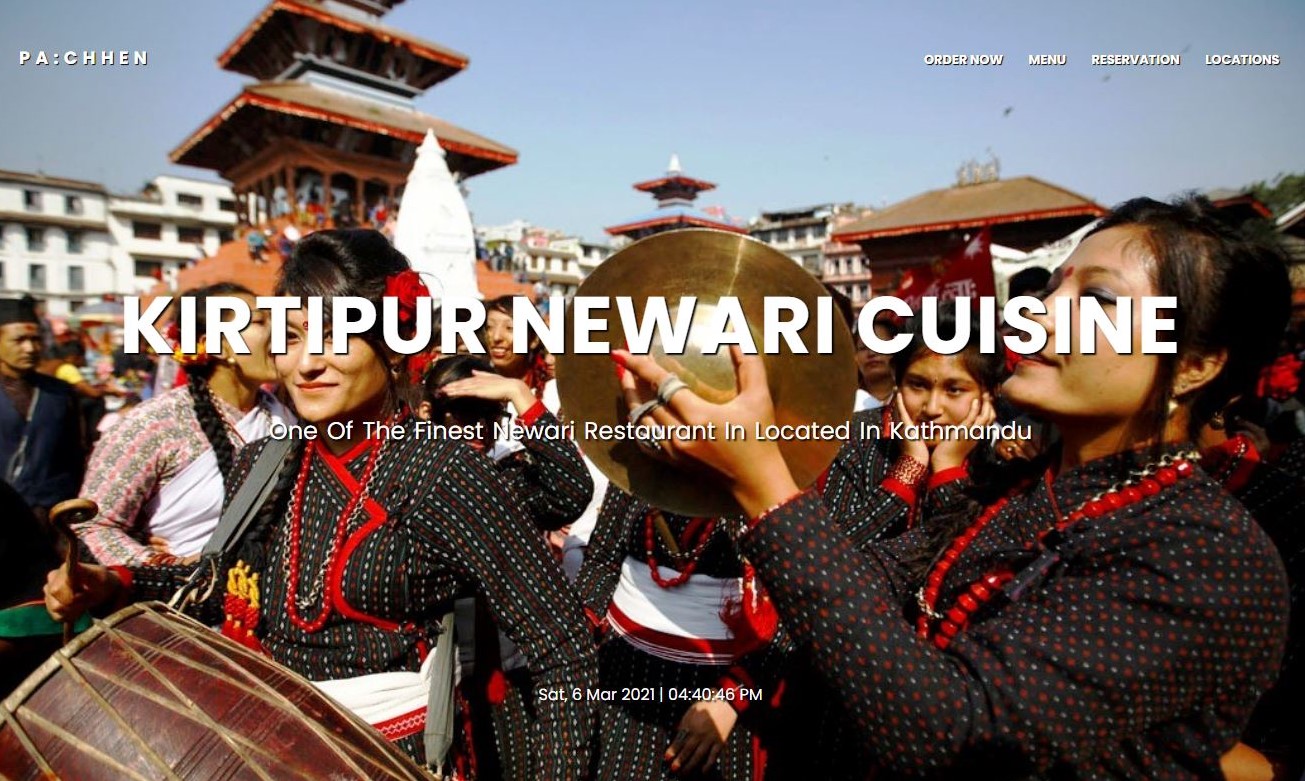 PA:CHHEN
ORDER NOW MENU RESERVATION LOCATIONS
KIRTIPUR NEWARI CUISINE
One Of The Finest Newari Restaurant In Located In Kathmandu
Sat, 6 Mar 2021 | 04:40:46 PM